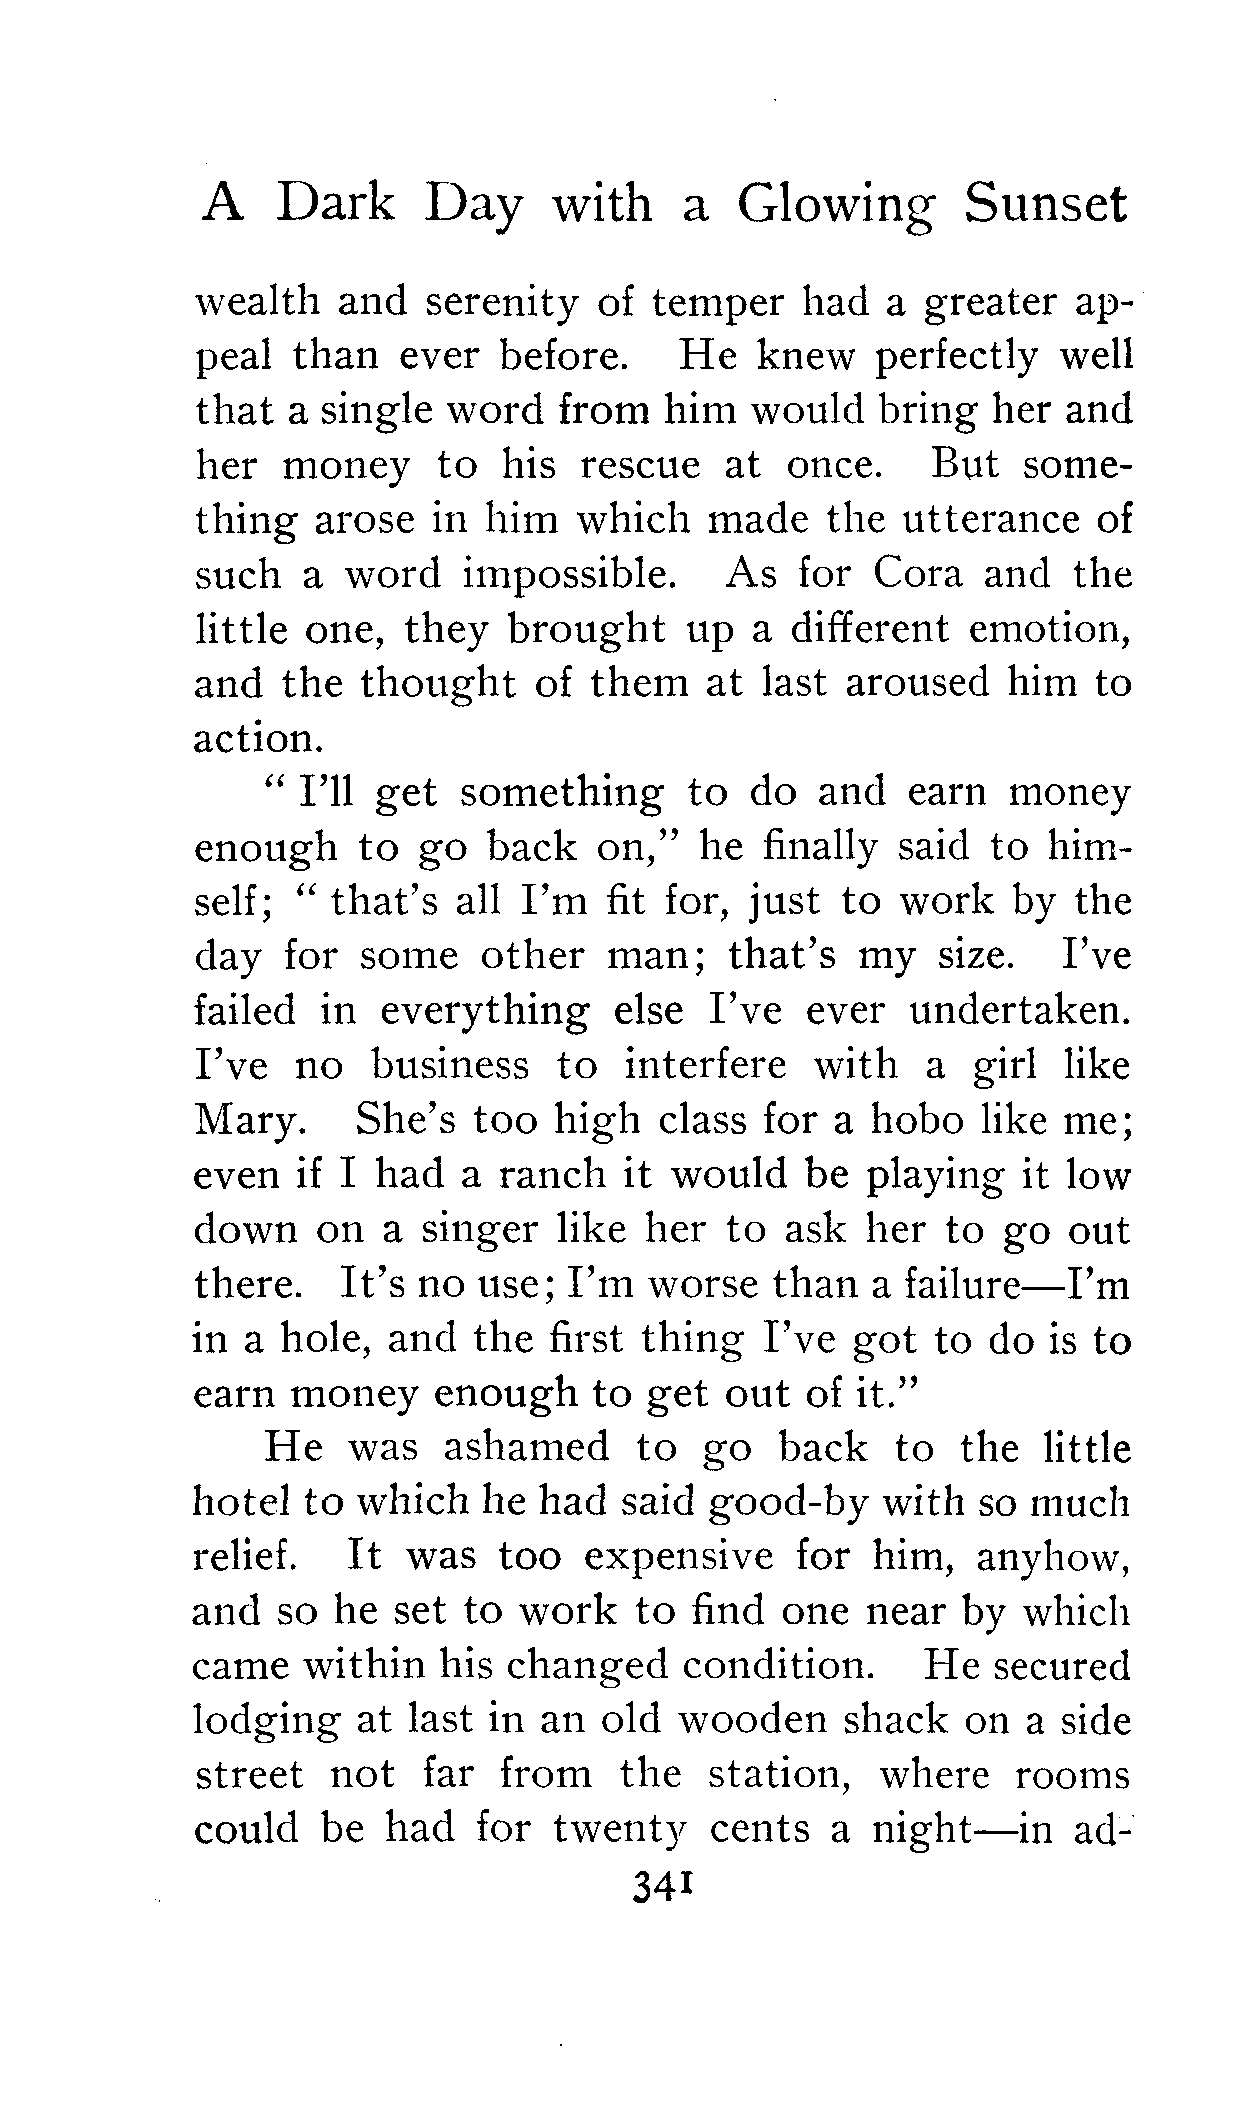 A Dark Day with a Glowing Sunset
wealth and serenity of temper had a greater ap-
peal than ever before. He knew perfectly well
that a single word from him would bring her and
her money to his rescue at once. But some-
thing arose in him which made the utterance of
such a word impossible. As for Cora and the
little one, they brought up a different emotion,
and the thought of them at last aroused him to
action.
" I'll get something to do and earn money
enough to go back on," he finally said to him-
self; " that's all I'm fit for, just to work by the
day for some other man; that's my size. I've
failed in everything else I've ever undertaken.
I've no business to interfere with a girl like
Mary. She's too high class for a hobo like me;
even if I had a ranch it would be playing it low
down on a singer like her to ask her to go out
there. It's no use; I'm worse than a failure—I'm
in a hole, and the first thing I've got to do is to
earn money enough to get out of it."
He was ashamed to go back to the little
hotel to which he had said good-by with so much
relief. It was too expensive for him, anyhow,
and so he set to work to find one near by which
came within his changed condition. He secured
lodging at last in an old wooden shack on a side
street not far from the station, where rooms
could be had for twenty cents a night—in ad-
341